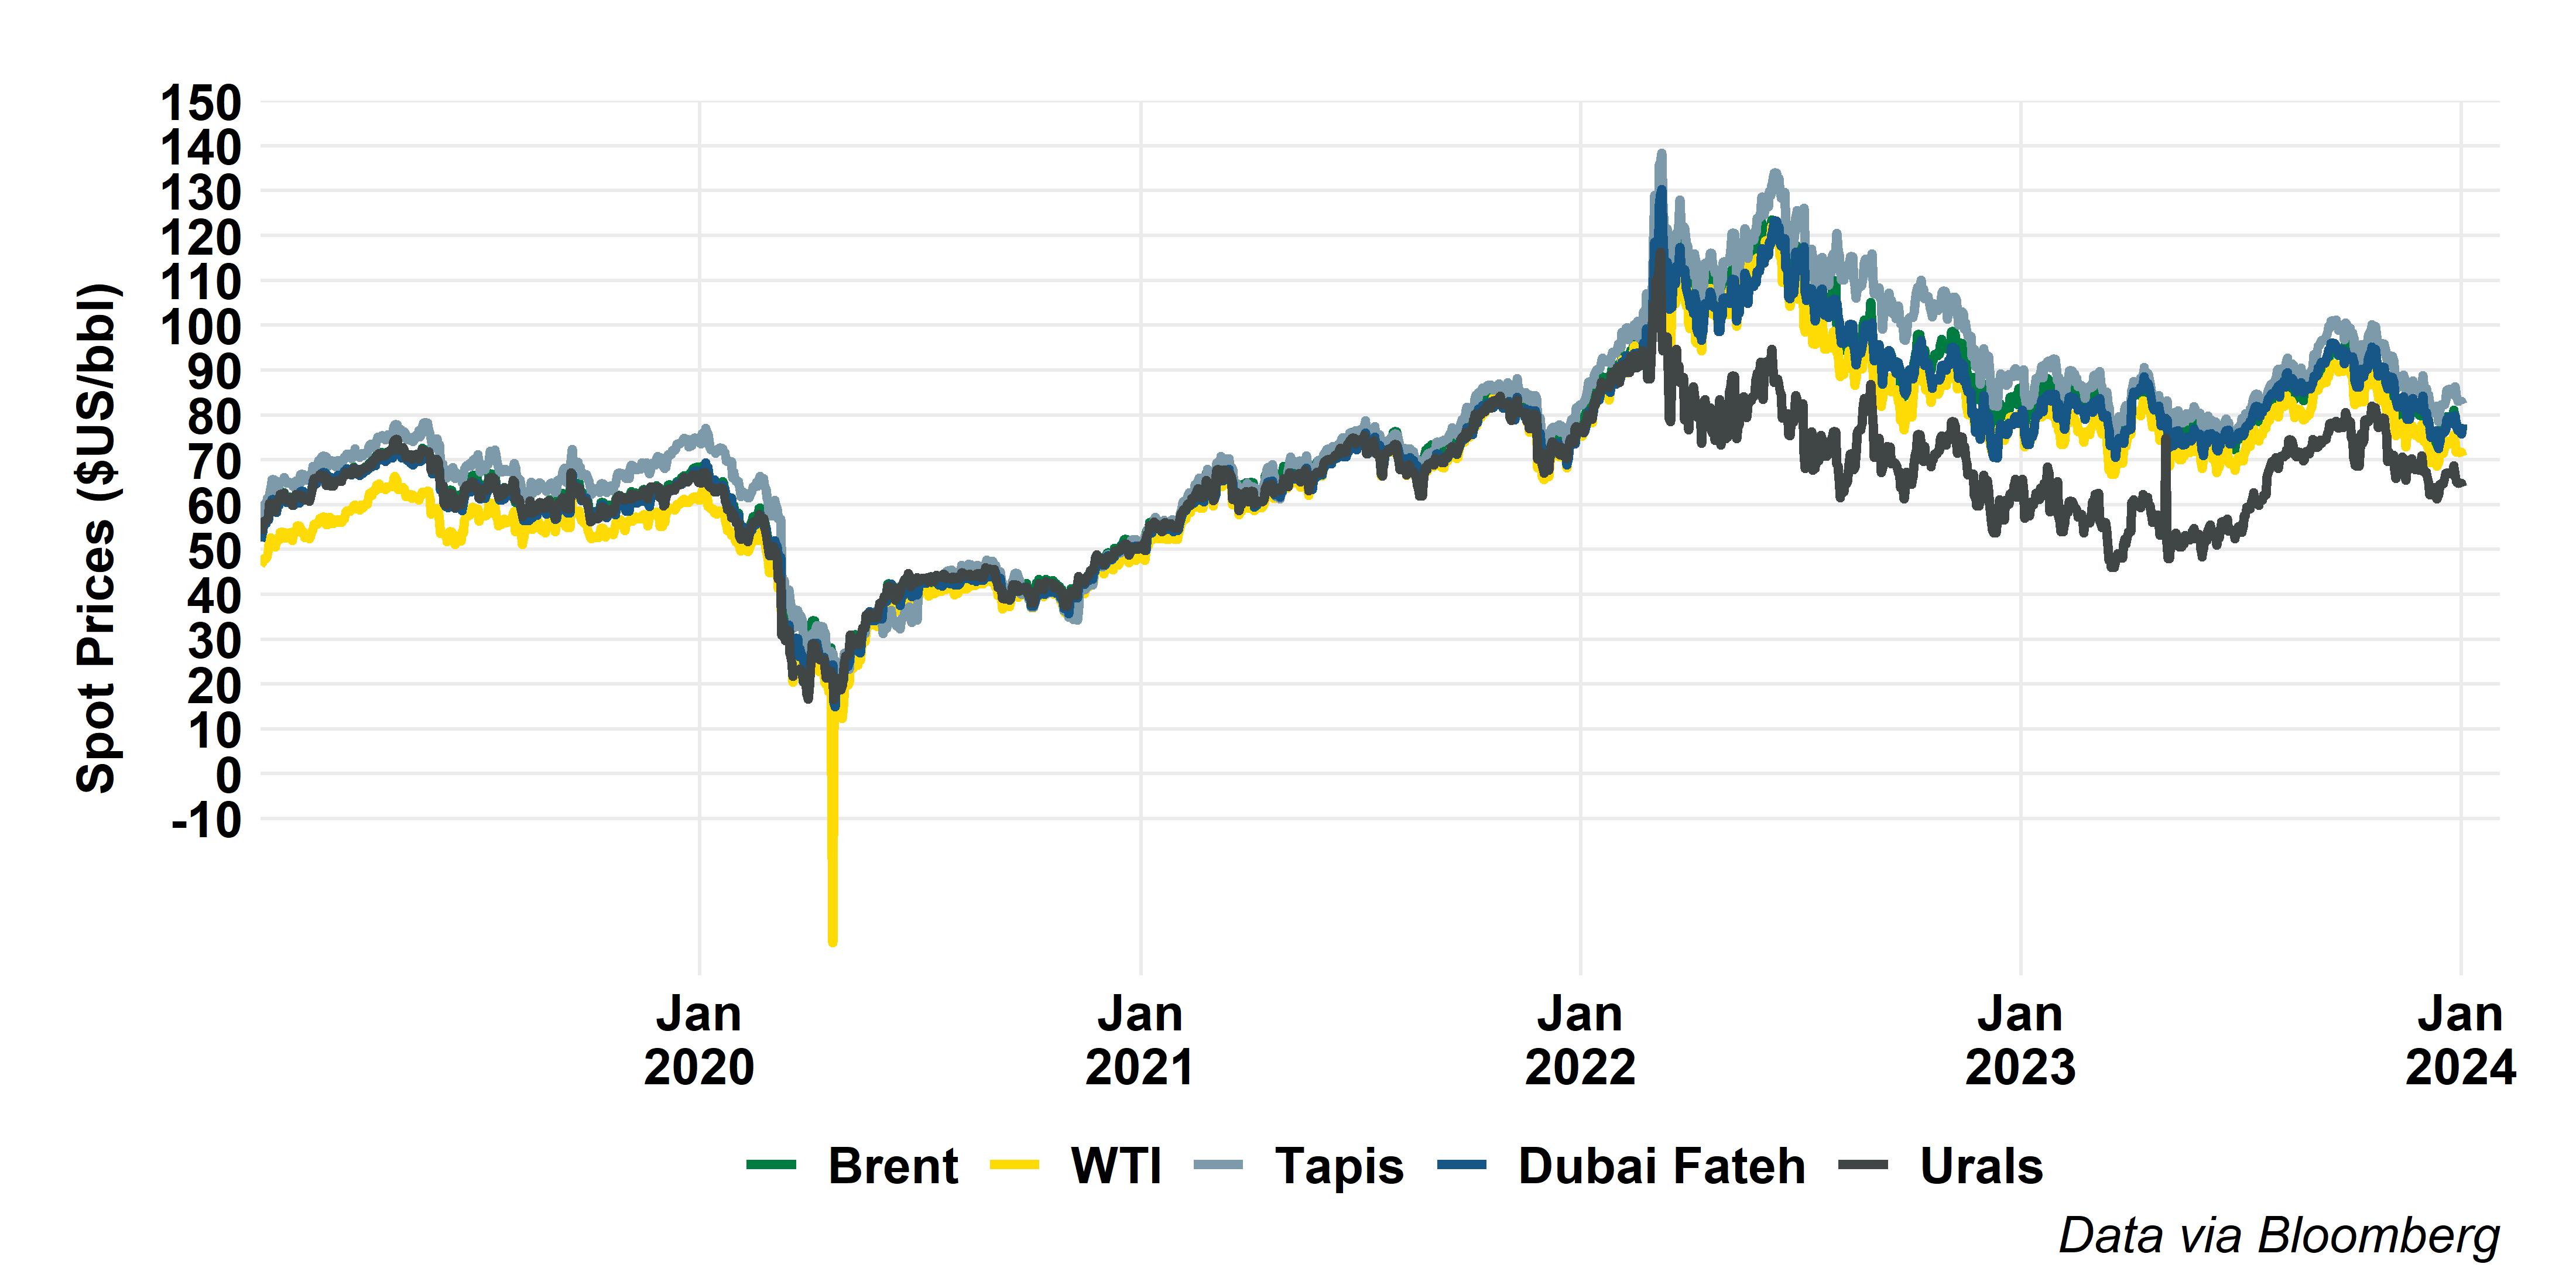 Spot Prices ($US/bbl)
150
140
130
120
110
100
90
80
70
60
50
40
30
20
10
0
-10
Jan 2020
Jan 2021
Jan 2022
Jan 2023
Jan 2024
Brent WTI Tapis Dubai Fateh Urals
Data via Bloomberg